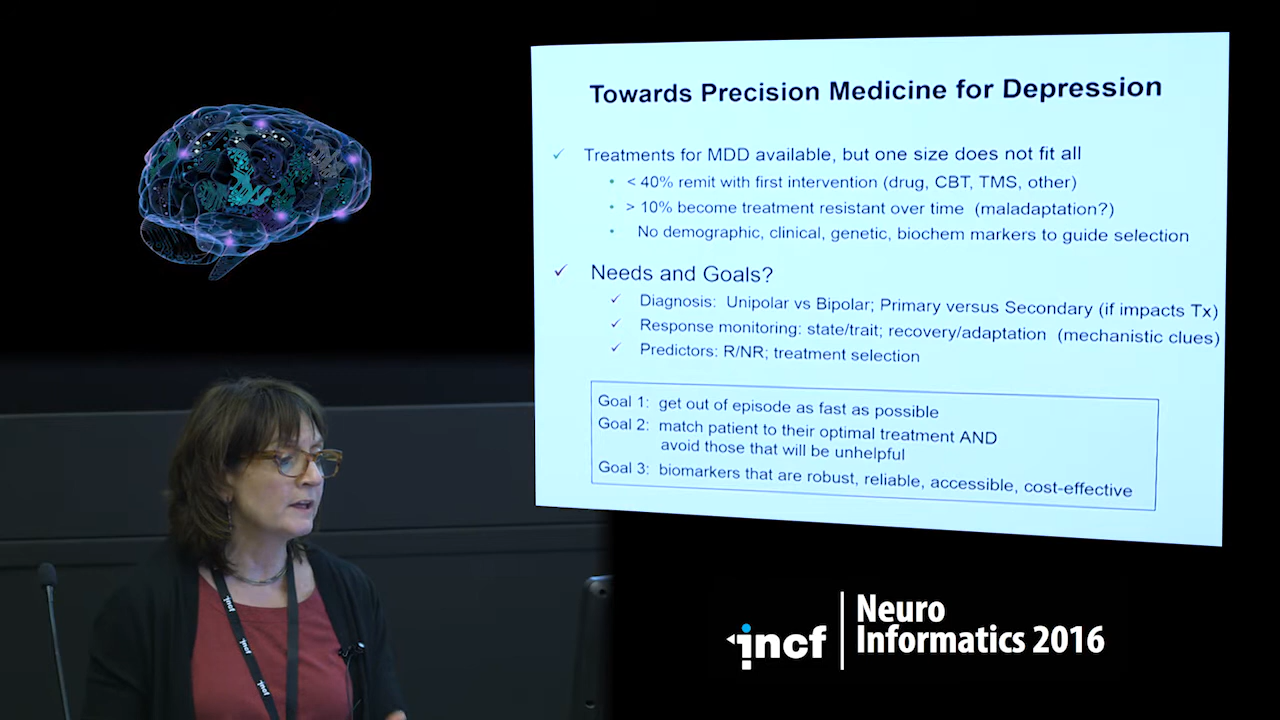 Towards Precision Medicine for Depression
✓ Treatments for MDD available, but one size does not fit all
• < 40% remit with first intervention (drug, CBT, TMS, other)
• > 10% become treatment resistant over time (maladaptation?)
• No demographic, clinical, genetic, biochem markers to guide selection
✓ Needs and Goals?
✓ Diagnosis: Unipolar vs Bipolar; Primary versus Secondary (if impacts Tx)
✓ Response monitoring: state/trait; recovery/adaptation (mechanistic clues)
✓ Predictors: R/NR; treatment selection
Goal 1: get out of episode as fast as possible
Goal 2: match patient to their optimal treatment AND
avoid those that will be unhelpful
Goal 3: biomarkers that are robust, reliable, accessible, cost-effective
incf
Neuro
Informatics 2016